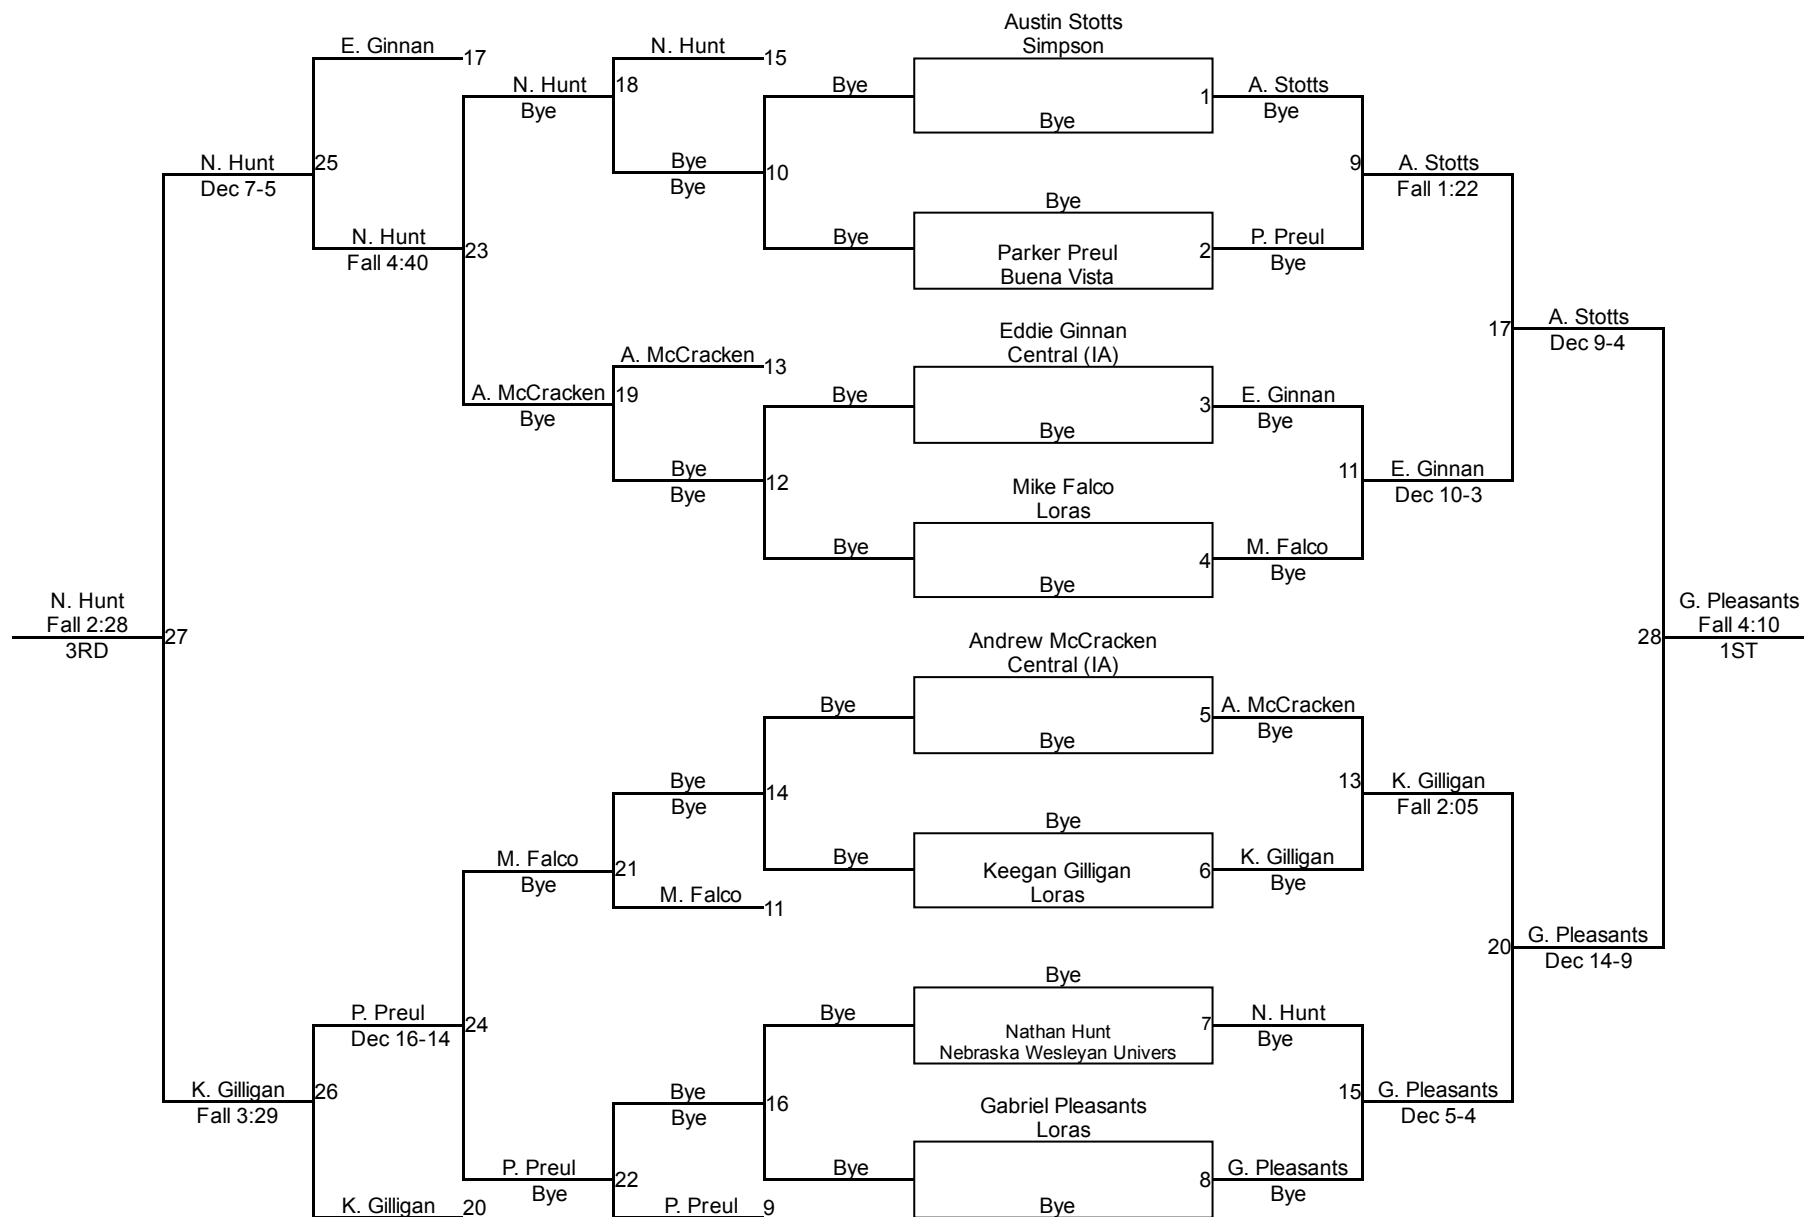 Austin Stotts
E. Ginnan
N. Hunt
Simpson
17
15
N. Hunt
18
Bye
1
A. Stotts
Bye
Bye
Bye
N. Hunt
25
Bye
10
9
A. Stotts
Dec 7-5
Bye
Fall 1:22
Bye
N. Hunt
23
Bye
Parker Preul
2
P. Preul
Fall 4:40
Buena Vista
Bye
Eddie Ginnan
17
A. Stotts
A. McCracken
13
Central (IA)
Dec 9-4
A. McCracken
19
Bye
3
E. Ginnan
Bye
Bye
Bye
Bye
12
11
E. Ginnan
Bye
Mike Falco
Dec 10-3
Loras
Bye
4
M. Falco
Bye
Bye
N. Hunt
G. Pleasants
Fall 2:28
27
28
Fall 4:10
3RD
Andrew McCracken
1ST
Central (IA)
Bye
5
A. McCracken
Bye
Bye
Bye
14
13
K. Gilligan
Bye
Fall 2:05
Bye
M. Falco
21
Bye
Keegan Gilligan
6
K. Gilligan
Bye
Loras
Bye
M. Falco
11
20
G. Pleasants
Dec 14-9
Bye
P. Preul
24
Bye
Nathan Hunt
7
N. Hunt
Dec 16-14
Nebraska Wesleyan Univers
Bye
K. Gilligan
26
Bye
16
15
G. Pleasants
Fall 3:29
Bye
Gabriel Pleasants
Dec 5-4
Loras
P. Preul
22
Bye
8
G. Pleasants
Bye
Bye
Bye
K. Gilligan
20
P. Preul
9